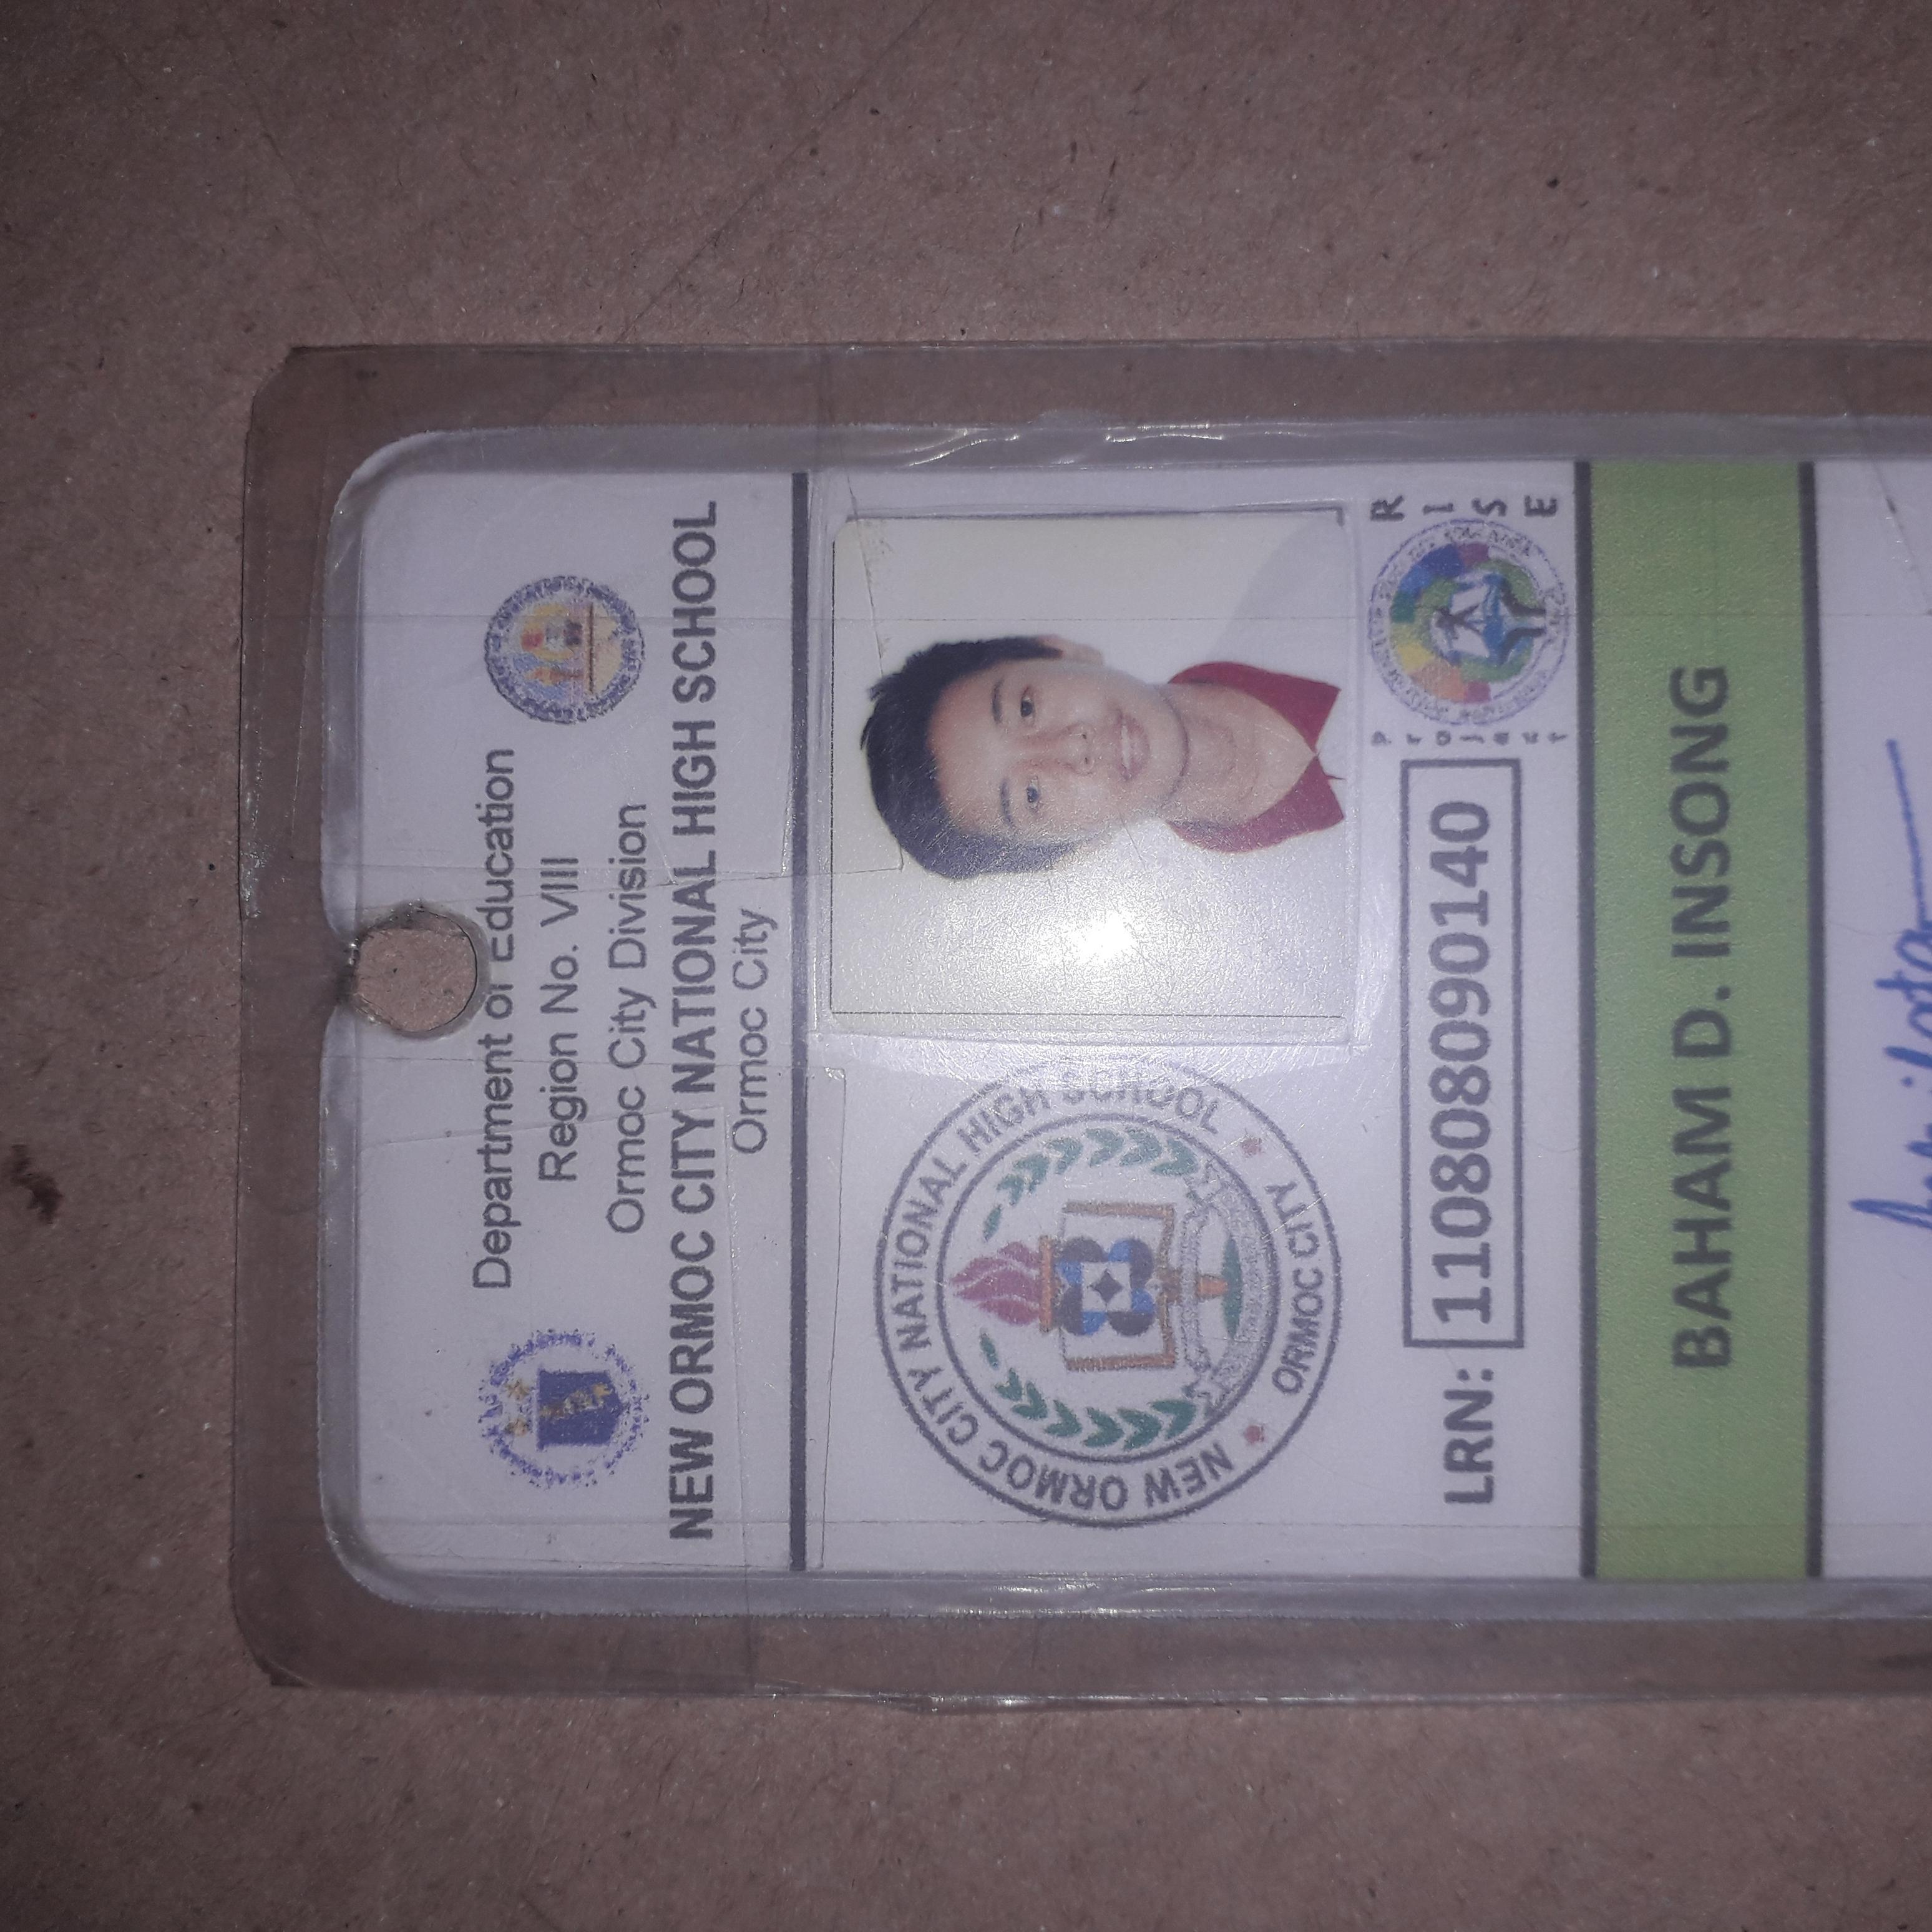 Department of Education
Region No. VIII
Ormoc City Division
NEW ORMOC CITY NATIONAL HIGH SCHOOL
Ormoc City
NEW ORMOC CITY NATIONAL HIGH SCHOOL
ORMOC CITY
LRN: 110808090140
Project
RISE
BAHAM D. INSONG